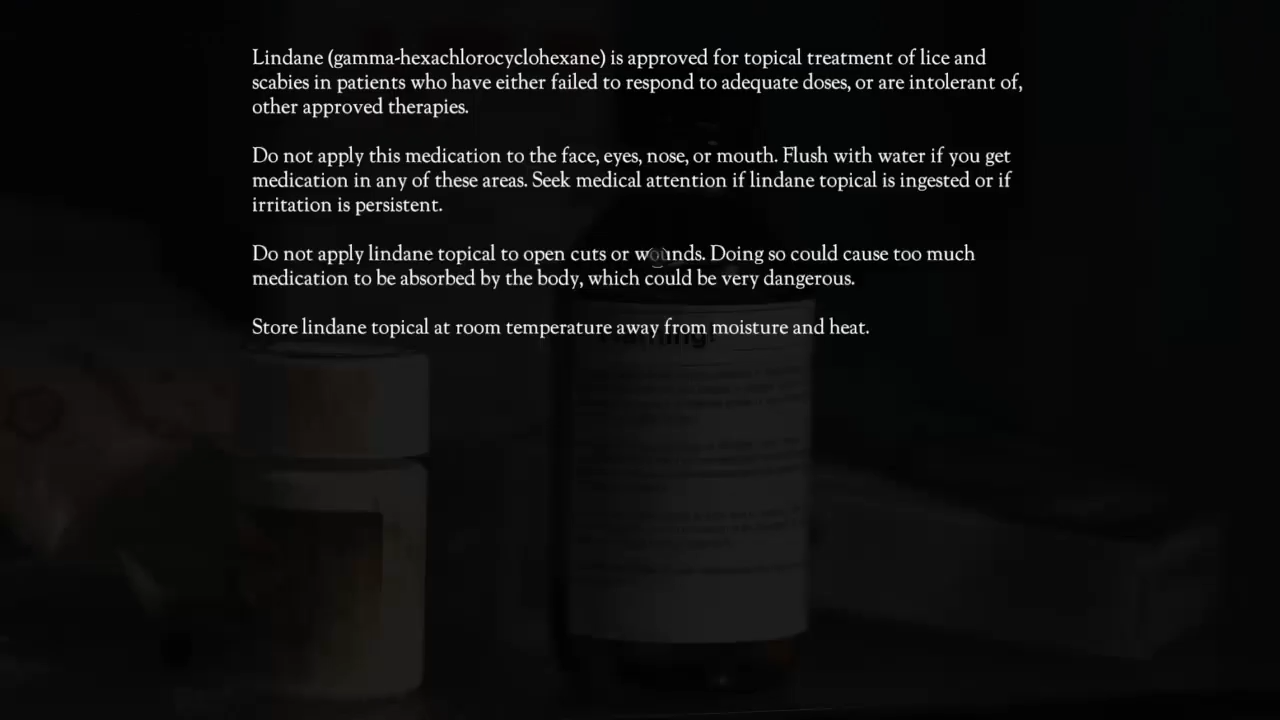 Lindane (gamma-hexachlorocyclohexane) is approved for topical treatment of lice and
scabies in patients who have either failed to respond to adequate doses, or are intolerant of,
other approved therapies.
Do not apply this medication to the face, eyes, nose, or mouth. Flush with water if you get
medication in any of these areas. Seek medical attention if lindane topical is ingested or if
irritation is persistent.
Do not apply lindane topical to open cuts or wounds. Doing so could cause too much
medication to be absorbed by the body, which could be very dangerous.
Store lindane topical at room temperature away from moisture and heat.
Warning!